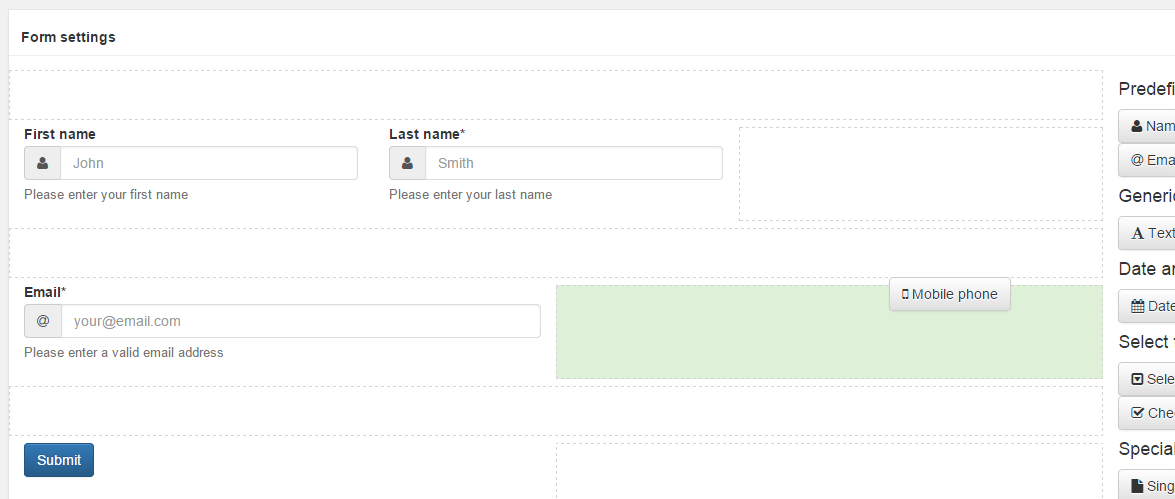 Form settings
First name
Last name*
John
Smith
Please enter your first name
Please enter your last name
Email*
@ your@email.com
Please enter a valid email address
Mobile phone
Submit
Predefi
Nam
@ Ema
Generic
A Text
Date an
Date
Select
Sele
Che
Special
Sing